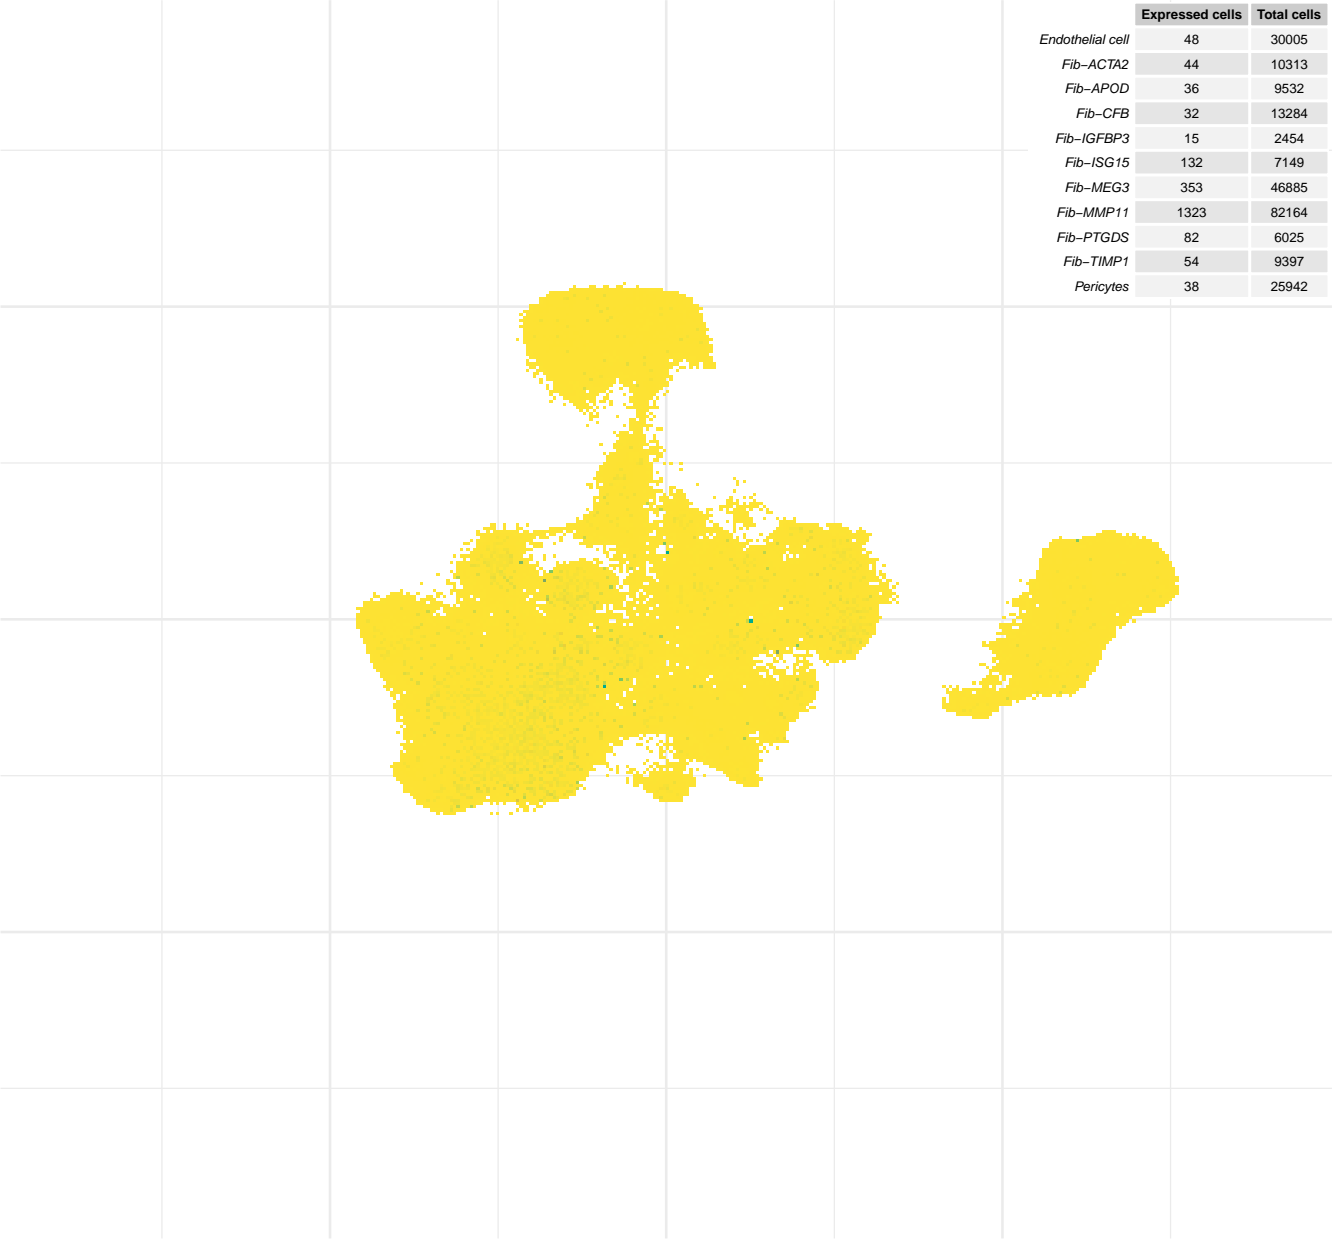 Expressed cells Total cells
Endothelial cell 48 30005
Fib−ACTA2 44 10313
Fib−APOD 36 9532
Fib−CFB 32 13284
Fib−IGFBP3 15 2454
Fib−ISG15 132 7149
Fib−MEG3 353 46885
Fib−MMP11 1323 82164
Fib−PTGDS 82 6025
Fib−TIMP1 54 9397
Pericytes 38 25942